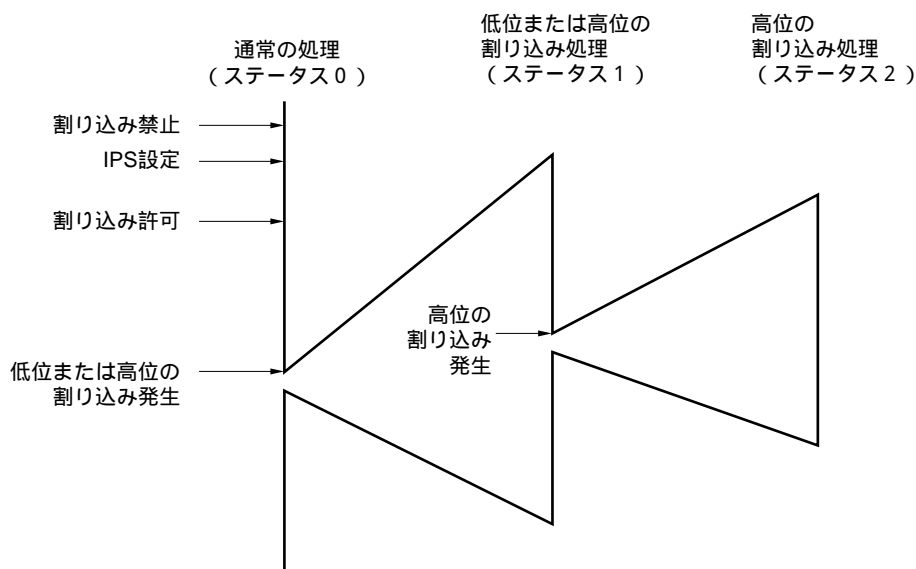 通常の処理
（ステータス０）
低位または高位の
割り込み処理
（ステータス１）
高位の
割り込み処理
（ステータス２）
割り込み禁止
IPS設定
割り込み許可
高位の
割り込み
発生
低位または高位の
割り込み発生